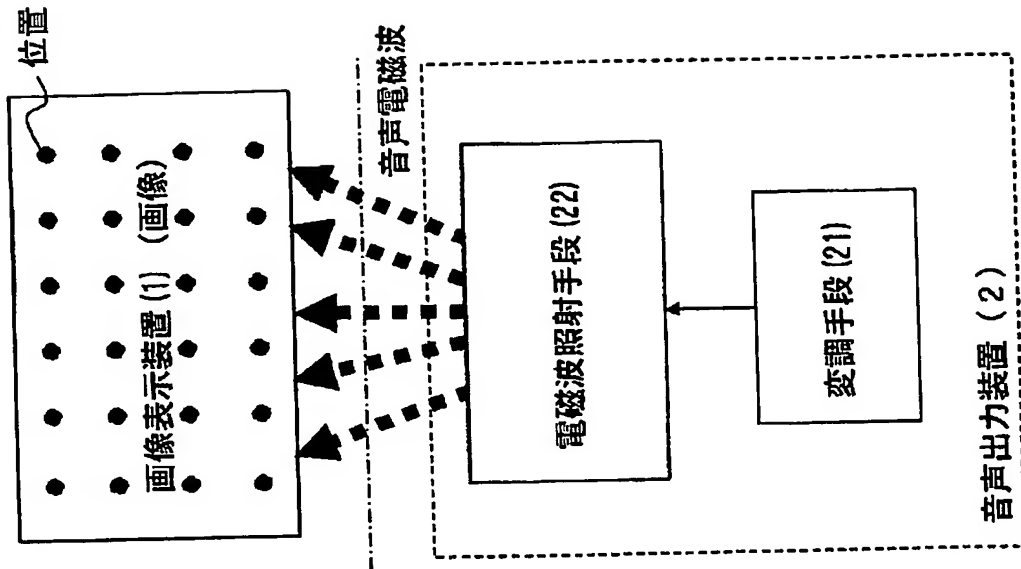 位置
画像表示装置(1) (画像)
音声電磁波
電磁波照射手段(22)
変調手段(21)
音声出力装置(2)